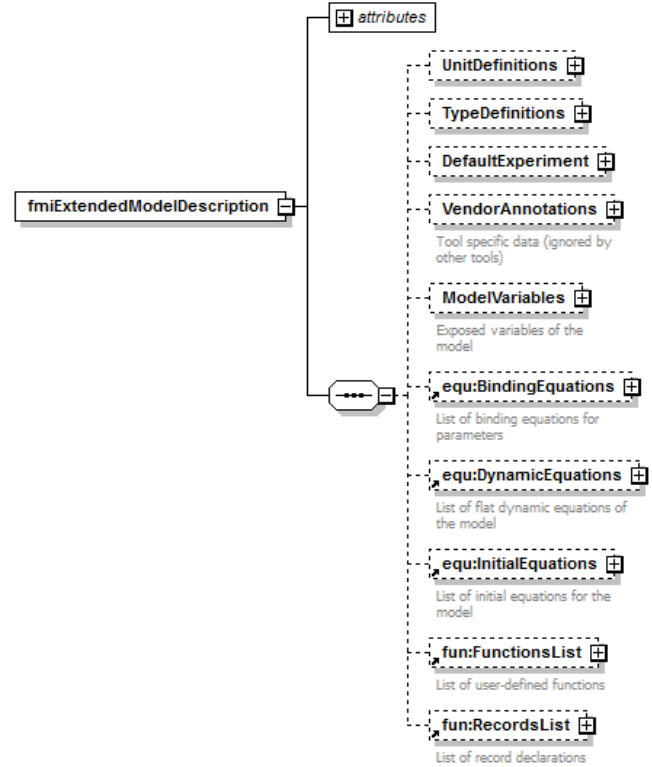 attributes
UnitDefinitions
TypeDefinitions
DefaultExperiment
fmiExtendedModelDescription
VendorAnnotations
Tool specific data (ignored by
other tools)
ModelVariables
Exposed variables of the
model
equ:BindingEquations
List of binding equations for
parameters
equ:DynamicEquations
List of flat dynamic equations of
the model
equ:InitialEquations
List of initial equations for the
model
fun:FunctionsList
List of user-defined functions
fun:RecordsList
List of record declarations